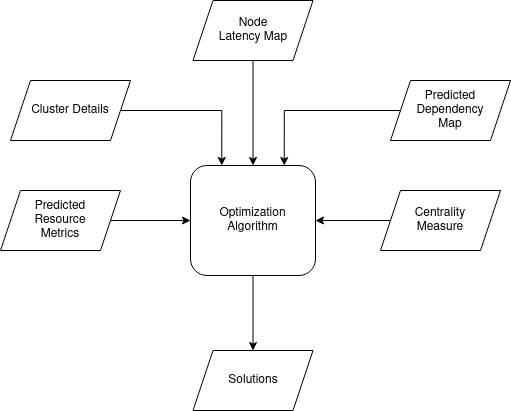 Node
Latency Map
Cluster Details
Predicted
Dependency
Map
Predicted
Resource
Metrics
Optimization
Algorithm
Centrality
Measure
Solutions